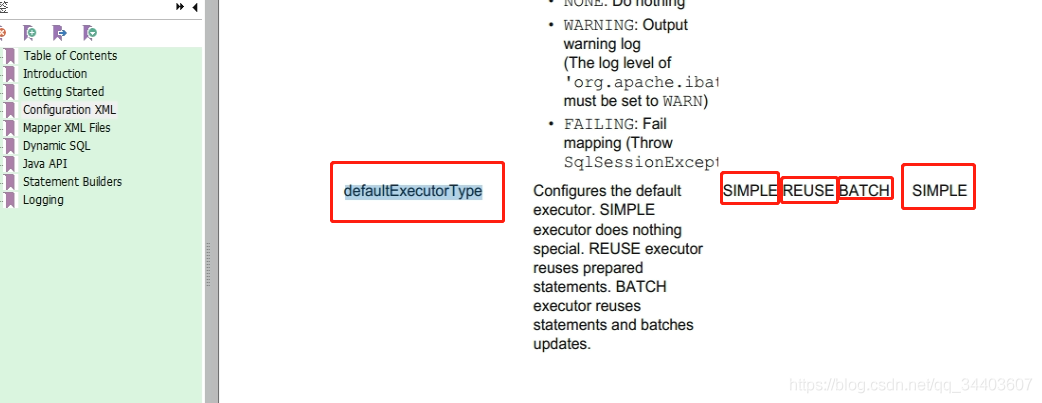 签
Table of Contents
Introduction
Getting Started
Configuration XML
Mapper XML Files
Dynamic SQL
Java API
Statement Builders
Logging
• NONE: Do nothing
• WARNING: Output
warning log
(The log level of
'org.apache.ibat
must be set to WARN)
• FAILING: Fail
mapping (Throw
SqlSessionExcept
defaultExecutorType
Configures the default
executor. SIMPLE
executor does nothing
special. REUSE executor
reuses prepared
statements. BATCH
executor reuses
statements and batches
updates.
SIMPLE REUSE BATCH
SIMPLE
https://blog.csdn.net/qq_34403607